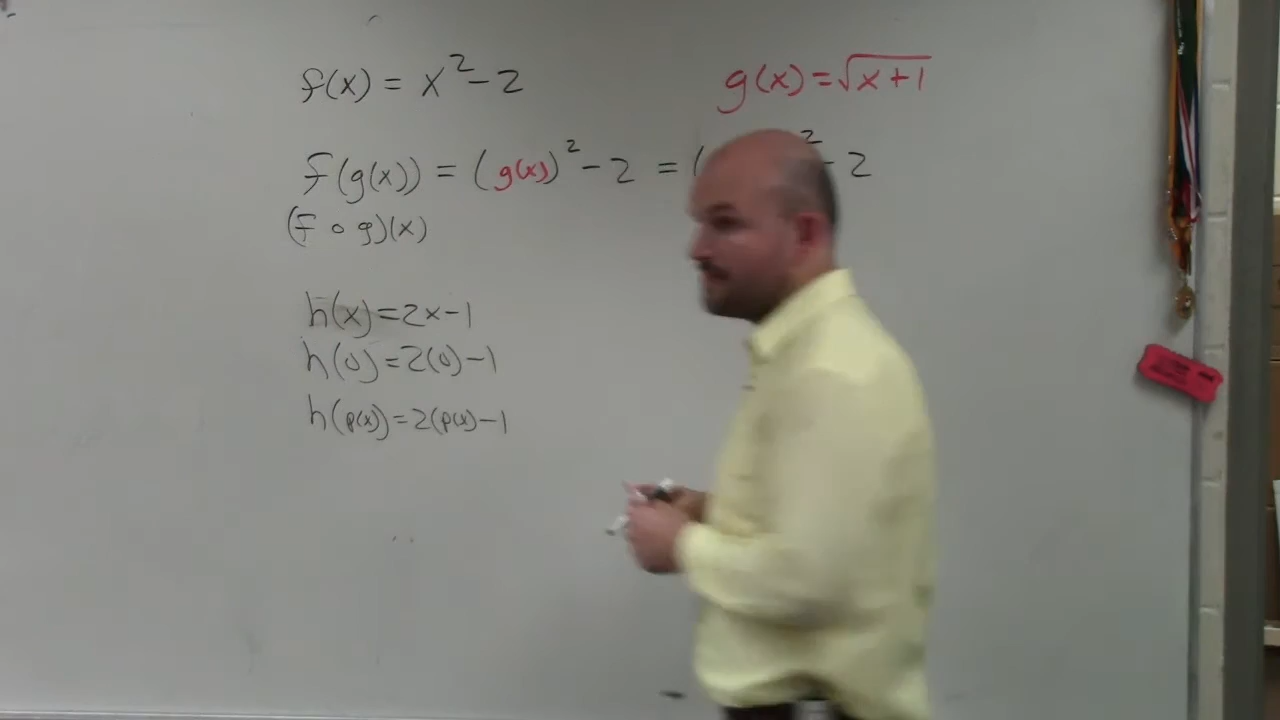 f(x) = x² - 2
g(x) = √x+1
f(g(x)) = (g(x))² - 2 = ( ² - 2
(f ∘ g)(x)
h(x) = 2x - 1
h(0) = 2(0) - 1
h(p(x)) = 2(p(x) - 1